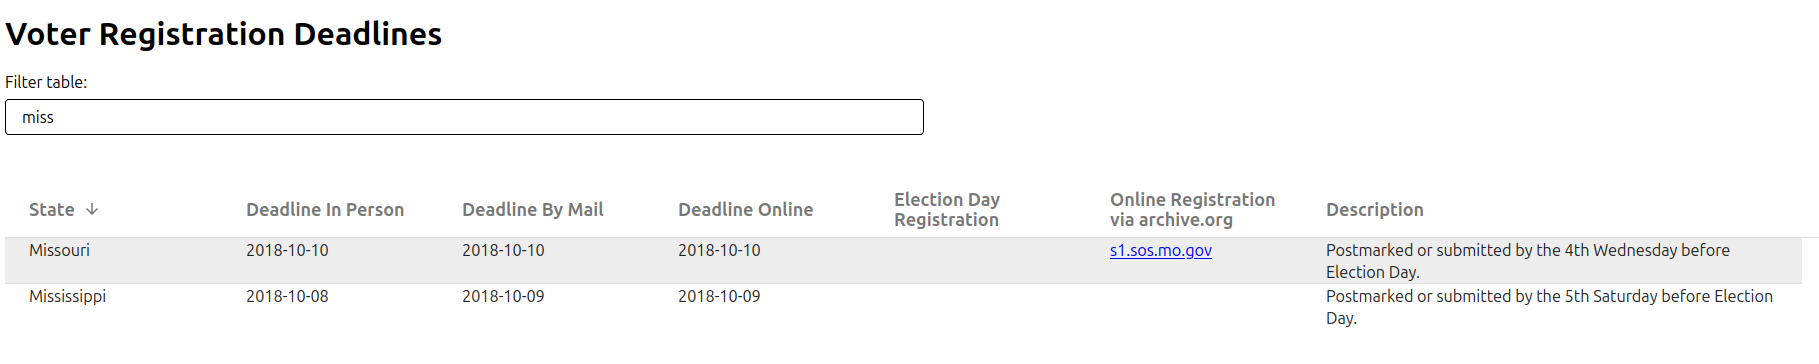 Voter Registration Deadlines
Filter table:
miss
State ↓ Deadline In Person Deadline By Mail Deadline Online Election Day Registration Online Registration via archive.org Description
Missouri 2018-10-10 2018-10-10 2018-10-10 s1.sos.mo.gov Postmarked or submitted by the 4th Wednesday before
Election Day.
Mississippi 2018-10-08 2018-10-09 2018-10-09 Postmarked or submitted by the 5th Saturday before Election
Day.